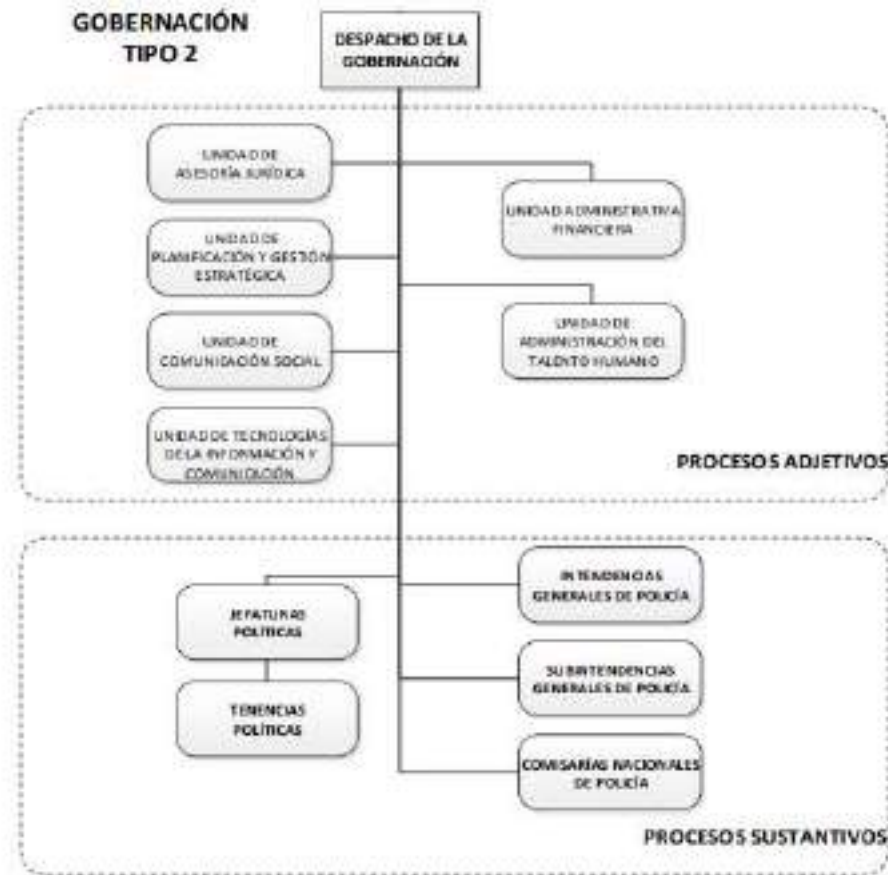 GOBERNACIÓN
TIPO 2
DESPACHO DE LA
GOBERNACIÓN
UNIDAD DE
ASESORÍA JURÍDICA
UNIDAD ADMINISTRATIVA
FINANCIERA
UNIDAD DE
PLANIFICACIÓN Y GESTIÓN
ESTRATÉGICA
UNIDAD DE
ADMINISTRACIÓN DEL
TALENTO HUMANO
UNIDAD DE
COMUNICACIÓN SOCIAL
UNIDAD DE TECNOLOGÍAS
DE LA INFORMACIÓN Y
COMUNICACIÓN
PROCESOS ADJETIVOS
JEFATURAS
POLÍTICAS
TENENCIAS
POLÍTICAS
INTENDENCIAS
GENERALES DE POLICÍA
SUBINTENDENCIAS
GENERALES DE POLICÍA
COMISARÍAS NACIONALES
DE POLICÍA
PROCESOS SUSTANTIVOS